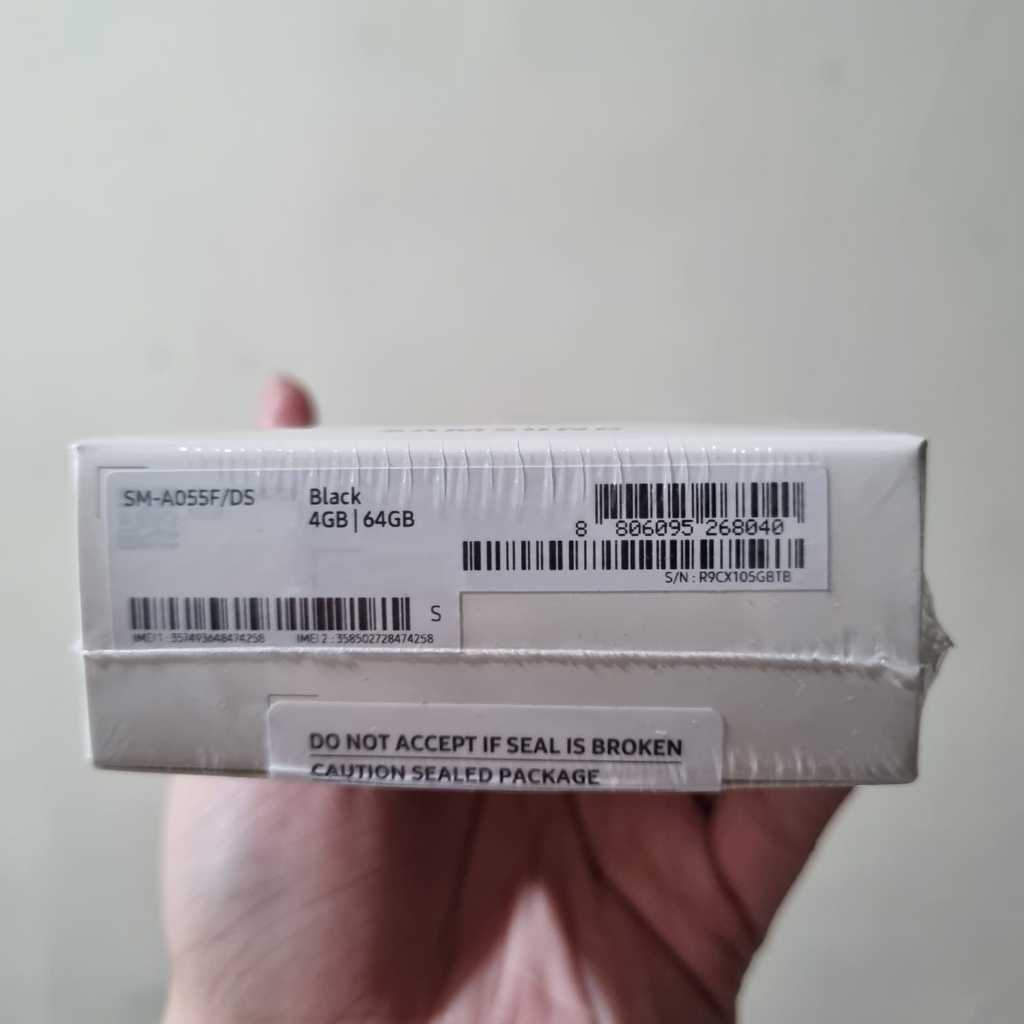 SAMSUNG
SM-A055F/DS
Black
4GB | 64GB
8 806095 268040
S/N : R9CX105GBTB
IMEI 1 : 357493648474258
IMEI 2 : 358502728474258
S
DO NOT ACCEPT IF SEAL IS BROKEN
CAUTION SEALED PACKAGE